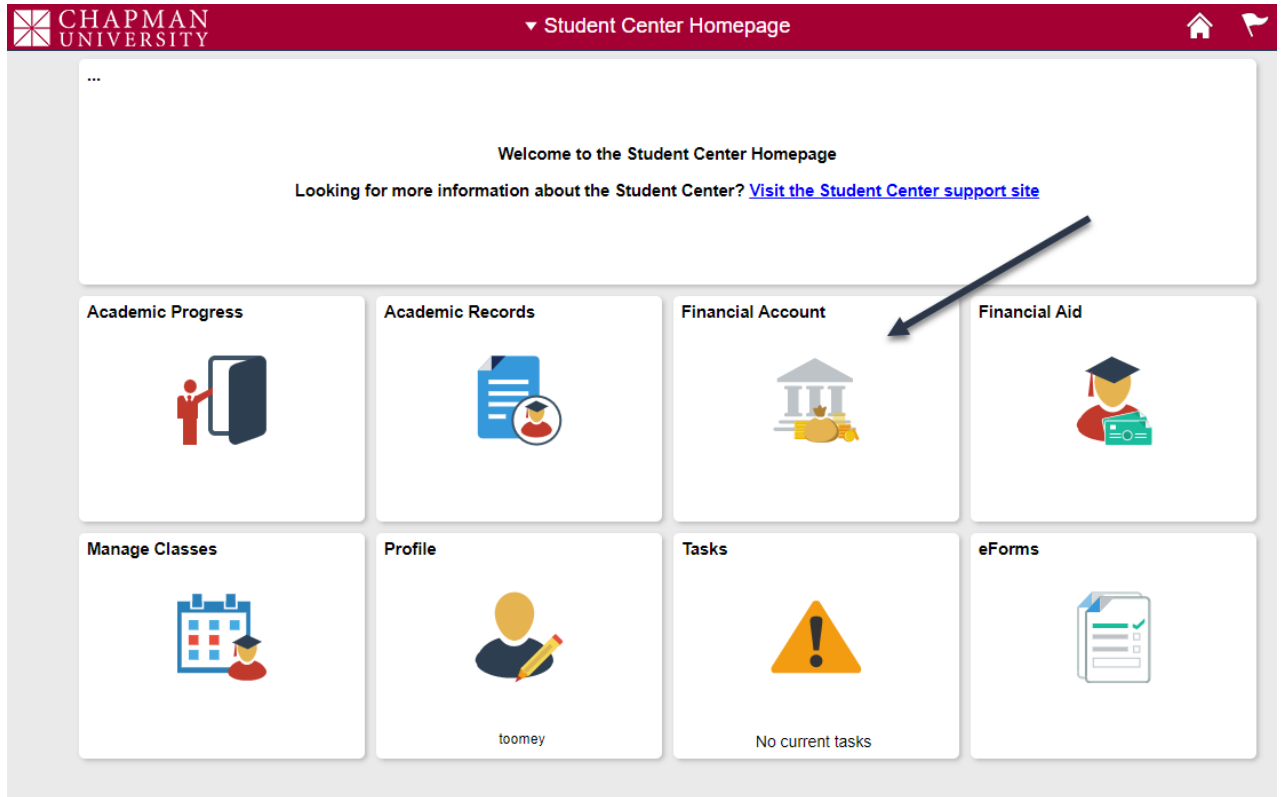 CHAPMAN
UNIVERSITY
Student Center Homepage
...
Welcome to the Student Center Homepage
Looking for more information about the Student Center? Visit the Student Center support site
Academic Progress
Academic Records
Financial Account
Financial Aid
Manage Classes
Profile
toomey
Tasks
No current tasks
eForms